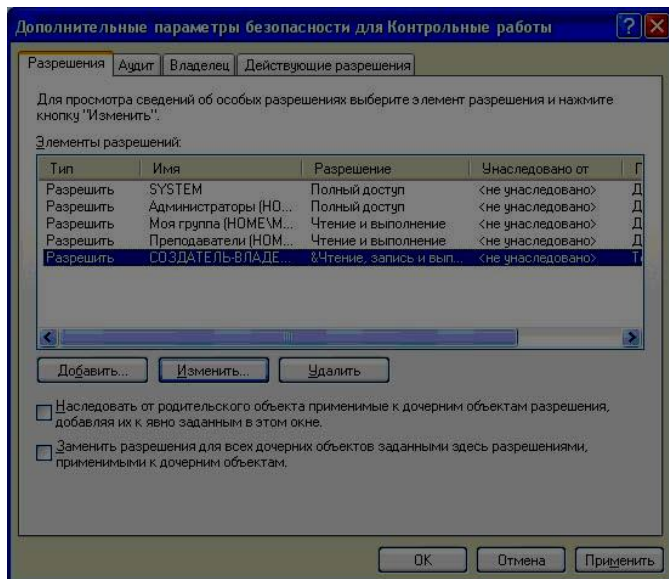 Дополнительные параметры безопасности для Контрольные работы
Разрешения Аудит Владелец Действующие разрешения
Для просмотра сведений об особых разрешениях выберите элемент разрешения и нажмите
кнопку "Изменить".
Элементы разрешений:
Тип Имя Разрешение Унаследовано от Г
Разрешить SYSTEM Полный доступ <не унаследовано> Д
Разрешить Администраторы (HO... Полный доступ <не унаследовано> Д
Разрешить Моя группа (HOME\M... Чтение и выполнение <не унаследовано> Д
Разрешить Преподаватели (HOM... Чтение и выполнение <не унаследовано> Д
Разрешить СОЗДАТЕЛЬ-ВЛАДЕ... &Чтение, запись и вып... <не унаследовано>
Добавить... Изменить... Удалить
Наследовать от родительского объекта применимые к дочерним объектам разрешения,
добавляя их к явно заданным в этом окне.
Заменить разрешения для всех дочерних объектов заданными здесь разрешениями,
применимыми к дочерним объектам.
OK Отмена Применить